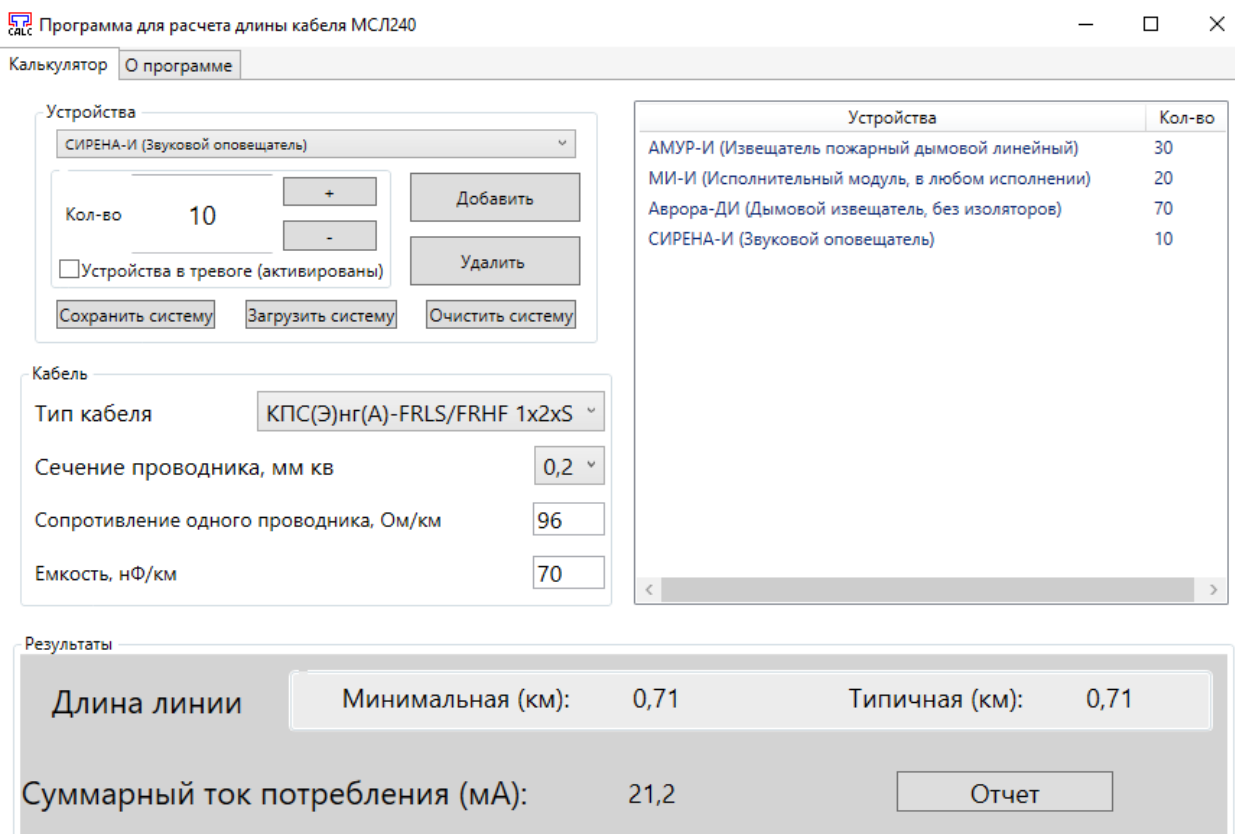 CALC Программа для расчета длины кабеля МСЛ240
Калькулятор О программе
Устройства
СИРЕНА-И (Звуковой оповещатель)
Кол-во 10
+
-
Добавить
Удалить
Устройства в тревоге (активированы)
Сохранить систему Загрузить систему Очистить систему
Устройства Кол-во
АМУР-И (Извещатель пожарный дымовой линейный) 30
МИ-И (Исполнительный модуль, в любом исполнении) 20
Аврора-ДИ (Дымовой извещатель, без изоляторов) 70
СИРЕНА-И (Звуковой оповещатель) 10
Кабель
Тип кабеля КПС(Э)нг(А)-FRLS/FRHF 1x2xS
Сечение проводника, мм кв 0,2
Сопротивление одного проводника, Ом/км 96
Емкость, нФ/км 70
Результаты
Длина линии Минимальная (км): 0,71 Типичная (км): 0,71
Суммарный ток потребления (мА): 21,2 Отчет